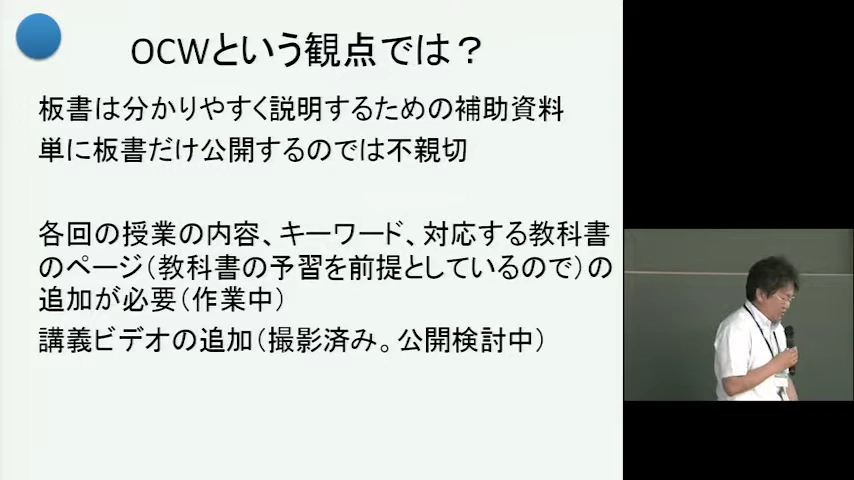 OCWという観点では？
板書は分かりやすく説明するための補助資料
単に板書だけ公開するのでは不親切
各回の授業の内容、キーワード、対応する教科書
のページ（教科書の予習を前提としているので）の
追加が必要（作業中）
講義ビデオの追加（撮影済み。公開検討中）